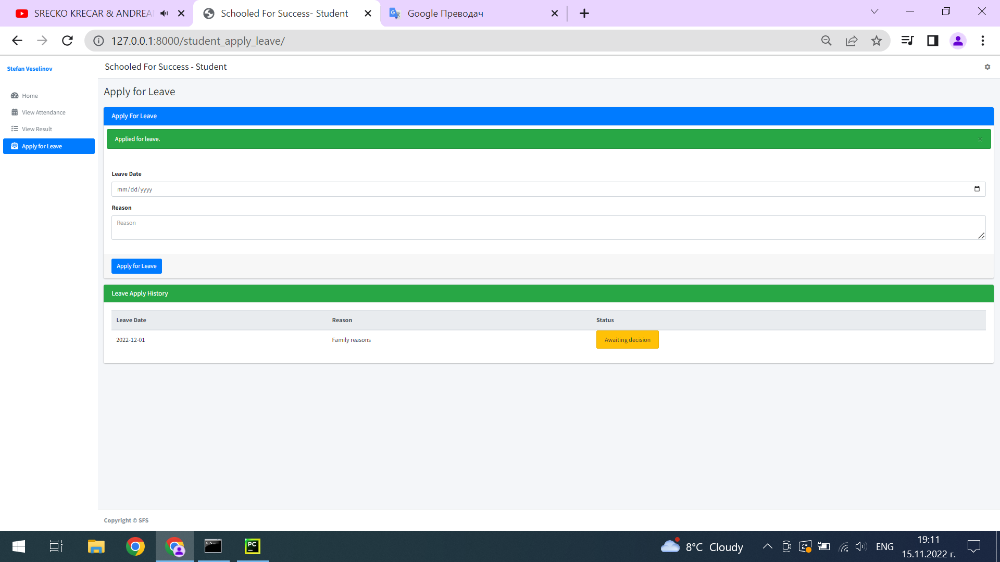 SRECKO KRECAR & ANDREA
Schooled For Success- Student
Google Преводач
127.0.0.1:8000/student_apply_leave/
Stefan Veselinov
Schooled For Success - Student
Home
View Attendance
View Result
Apply for Leave
Apply for Leave
Apply For Leave
Applied for leave.
×
Leave Date
mm/dd/yyyy
Reason
Reason
Apply for Leave
Leave Apply History
Leave Date Reason Status
2022-12-01 Family reasons Awaiting decision
Copyright © SFS
PC
8°C Cloudy
ENG
19:11
15.11.2022 г.